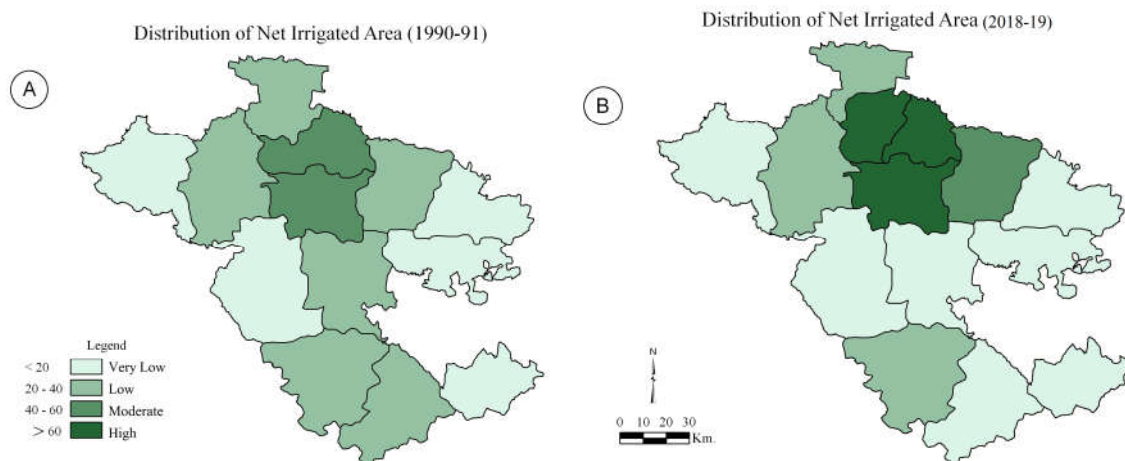 Distribution of Net Irrigated Area (1990-91)
A
Legend
< 20 Very Low
20 - 40 Low
40 - 60 Moderate
> 60 High
Distribution of Net Irrigated Area (2018-19)
B
N
0 10 20 30
Km.